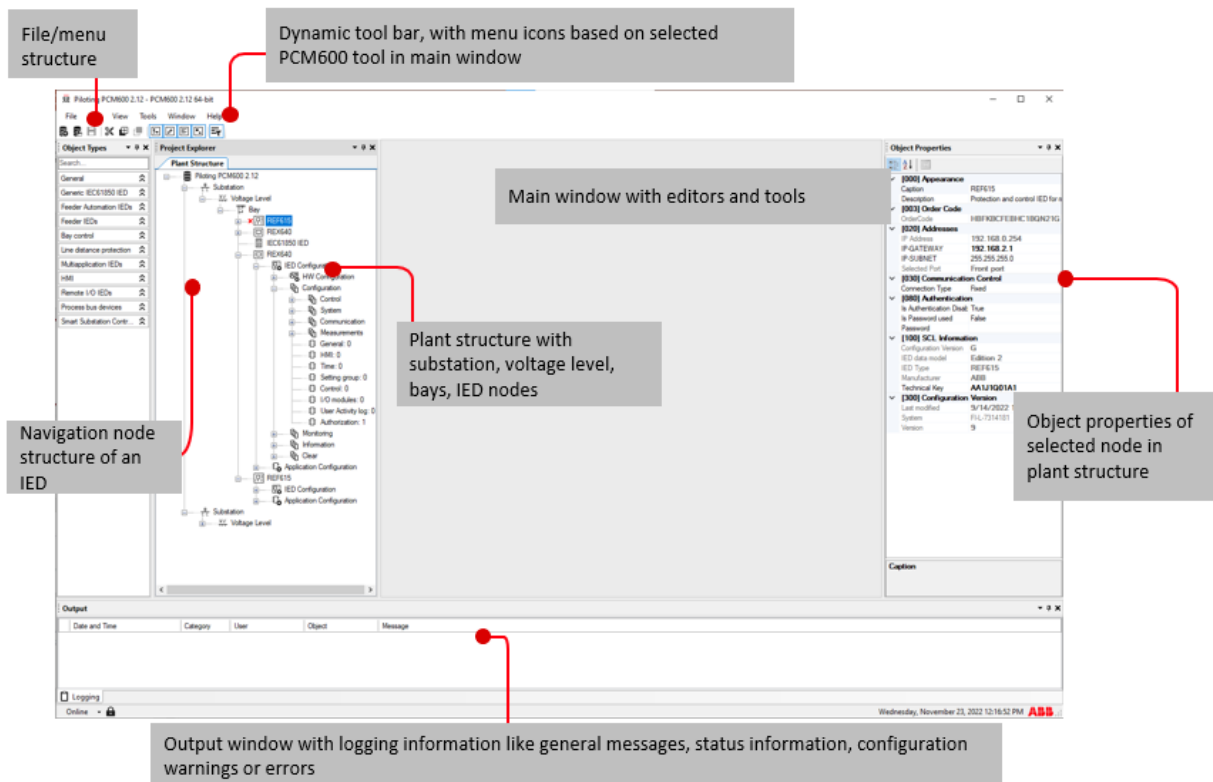 File/menu
structure
Dynamic tool bar, with menu icons based on selected
PCM600 tool in main window
Piloting PCM600 2.12 - PCM600 2.12 64-bit
File View Tools Window Help
Object Types
Search...
General
Generic IEC61850 IED
Feeder Automation IEDs
Feeder IEDs
Bay control
Line distance protection
Multiapplication IEDs
HMI
Remote I/O IEDs
Process bus devices
Smart Substation Contr...
Project Explorer
Plant Structure
Piloting PCM600 2.12
Substation
Voltage Level
Bay
REF615
REX640
IEC61850 IED
REX640
IED Configuration
HW Configuration
Configuration
Control
System
Communication
Measurements
General: 0
HMI: 0
Time: 0
Setting group: 0
Control: 0
I/O modules: 0
User Activity log: 0
Authorization: 1
Monitoring
Information
Clear
Application Configuration
REF615
IED Configuration
Application Configuration
Substation
Voltage Level
Main window with editors and tools
Plant structure with
substation, voltage level,
bays, IED nodes
Navigation node
structure of an
IED
Object Properties
[000] Appearance
Caption REF615
Description Protection and control IED for
[003] Order Code
OrderCode
[020] Addresses
IP Address 192.168.0.254
IP-GATEWAY 192.168.2.1
IP-SUBNET 255.255.255.0
Selected Port Front port
[030] Communication Control
Connection Type Fixed
[080] Authentication
Is Authentication Disab True
Is Password used False
Password
[100] SCL Information
Configuration Version G
IED data model Edition 2
IED Type REF615
Manufacturer ABB
Technical Key AA1J1Q01A1
[300] Configuration Version
Last modified 9/14/2022
System FI-L-7314181
Version 9
Caption
Object properties of
selected node in
plant structure
Output
Date and Time Category User Object Message
Logging
Online
Wednesday, November 23, 2022 12:16:52 PM ABB
Output window with logging information like general messages, status information, configuration
warnings or errors